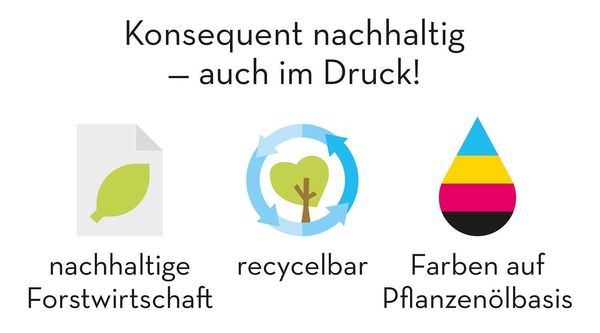 Konsequent nachhaltig
– auch im Druck!
nachhaltige
Forstwirtschaft
recycelbar
Farben auf
Pflanzenölbasis